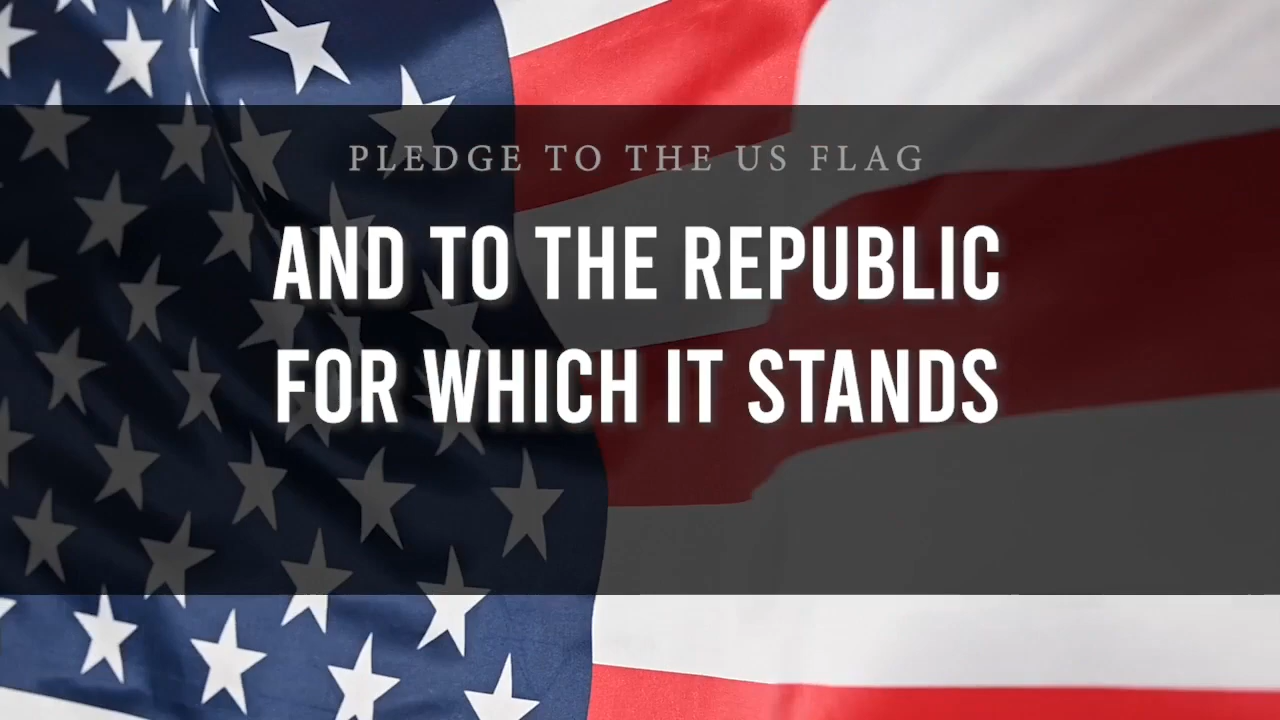 PLEDGE TO THE US FLAG
AND TO THE REPUBLIC
FOR WHICH IT STANDS